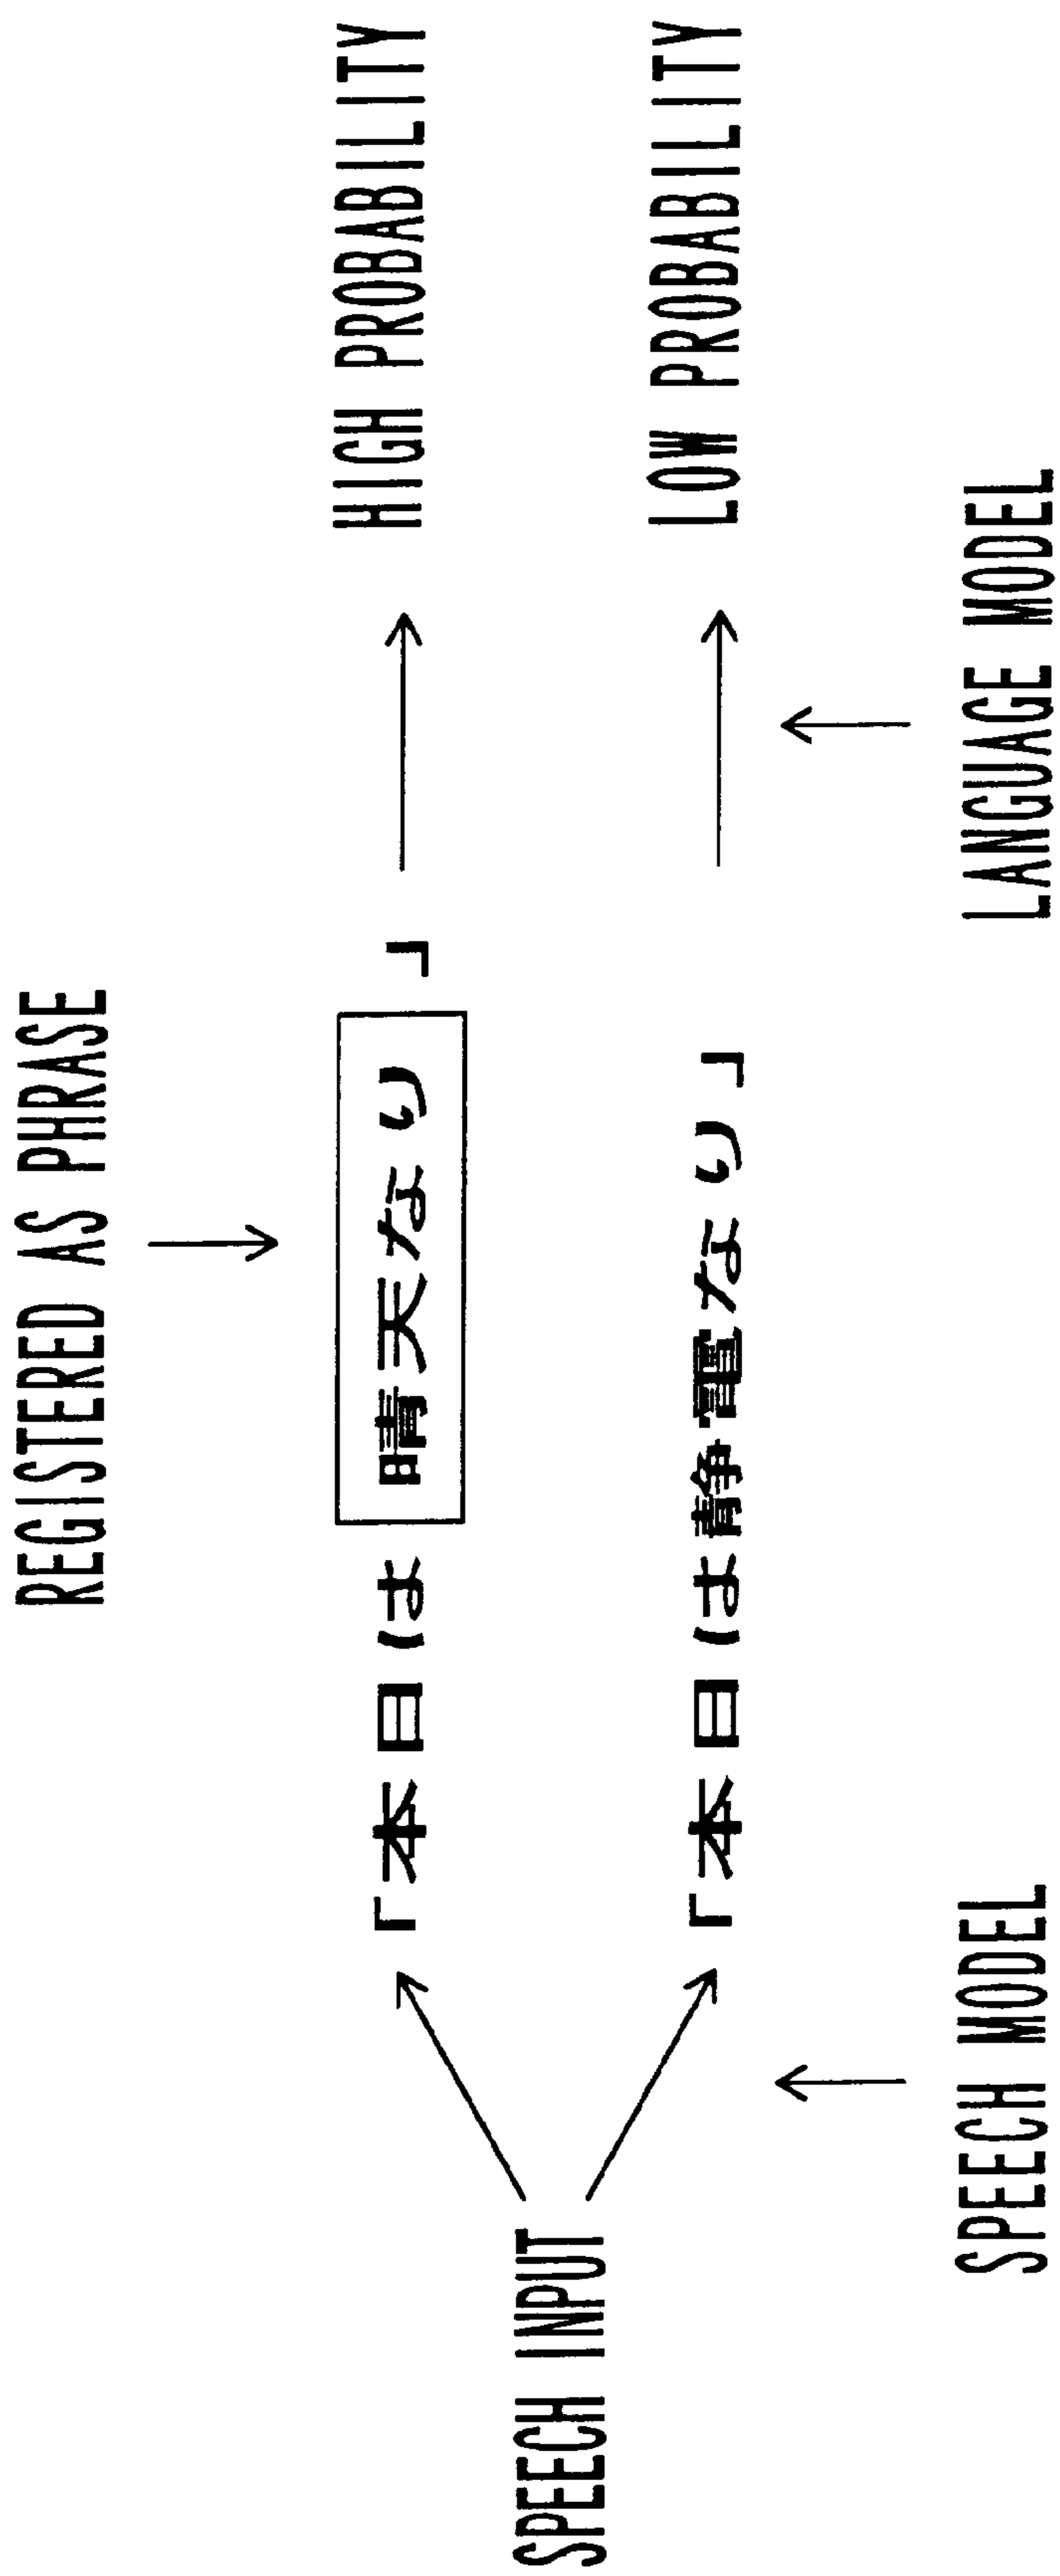 REGISTERED AS PHRASE
「本日は 晴天なり 」
HIGH PROBABILITY
SPEECH INPUT
「本日は静電なり」
LOW PROBABILITY
SPEECH MODEL
LANGUAGE MODEL